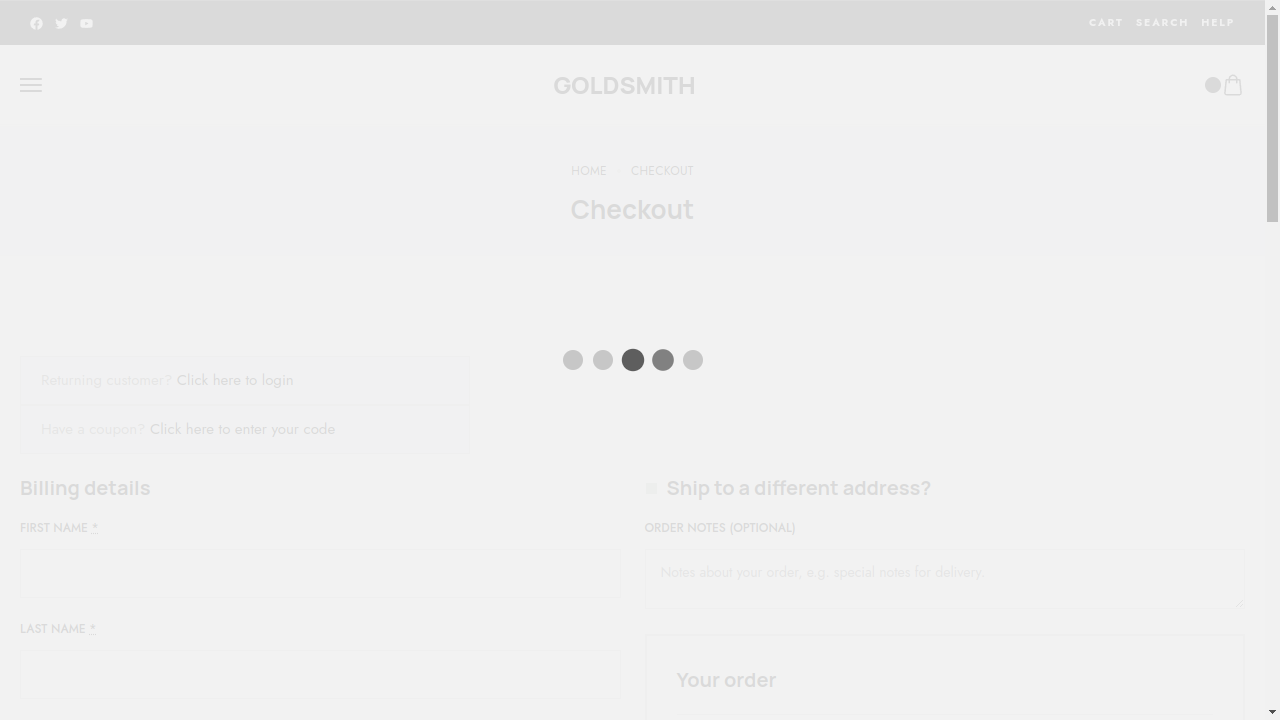 CART SEARCH HELP
GOLDSMITH
HOME CHECKOUT
Checkout
Returning customer? Click here to login
Have a coupon? Click here to enter your code
Billing details
Ship to a different address?
FIRST NAME *
ORDER NOTES (OPTIONAL)
Notes about your order, e.g. special notes for delivery.
LAST NAME *
Your order